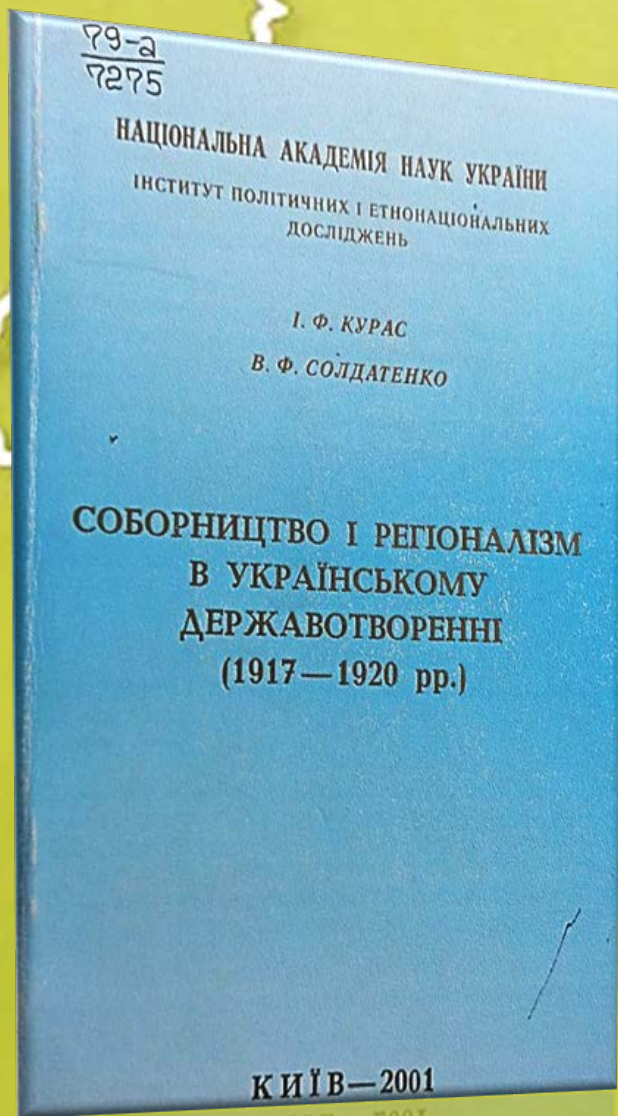 79-а
7275
НАЦІОНАЛЬНА АКАДЕМІЯ НАУК УКРАЇНИ
ІНСТИТУТ ПОЛІТИЧНИХ І ЕТНОНАЦІОНАЛЬНИХ
ДОСЛІДЖЕНЬ
І. Ф. КУРАС
В. Ф. СОЛДАТЕНКО
СОБОРНИЦТВО І РЕГІОНАЛІЗМ
В УКРАЇНСЬКОМУ
ДЕРЖАВОТВОРЕННІ
(1917—1920 рр.)
КИЇВ—2001